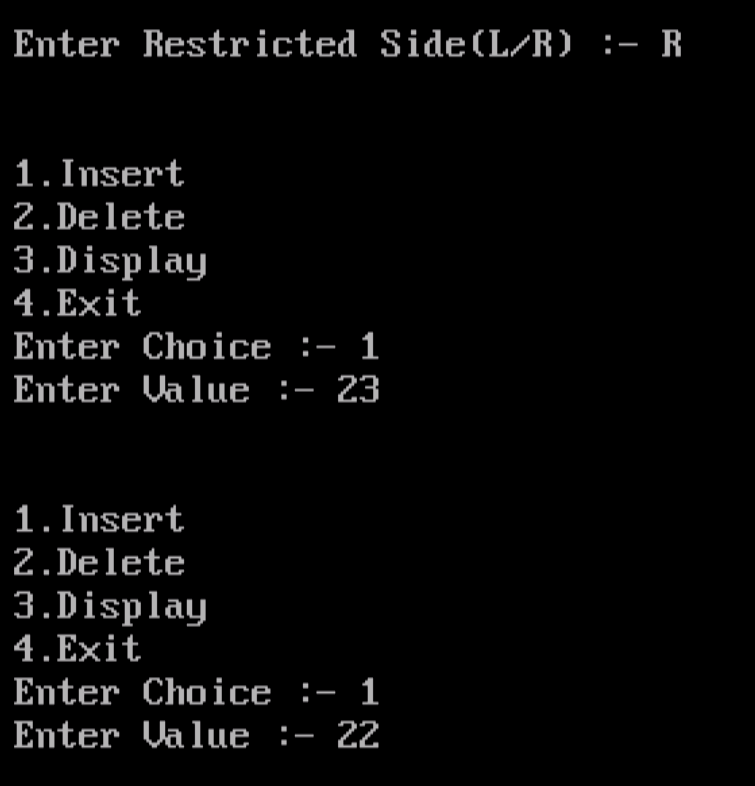 Enter Restricted Side(L/R) :- R
1.Insert
2.Delete
3.Display
4.Exit
Enter Choice :- 1
Enter Value :- 23
1.Insert
2.Delete
3.Display
4.Exit
Enter Choice :- 1
Enter Value :- 22